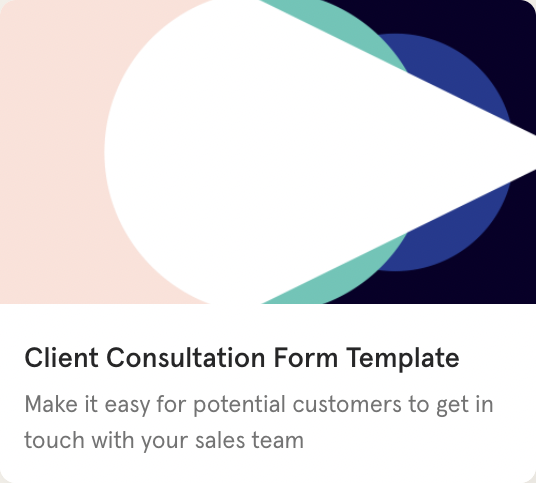 Client Consultation Form Template
Make it easy for potential customers to get in
touch with your sales team